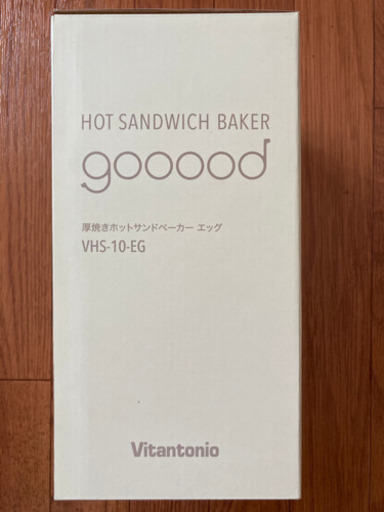 HOT SANDWICH BAKER
gooood
厚焼きホットサンドベーカー エッグ
VHS-10-EG
Vitantonio